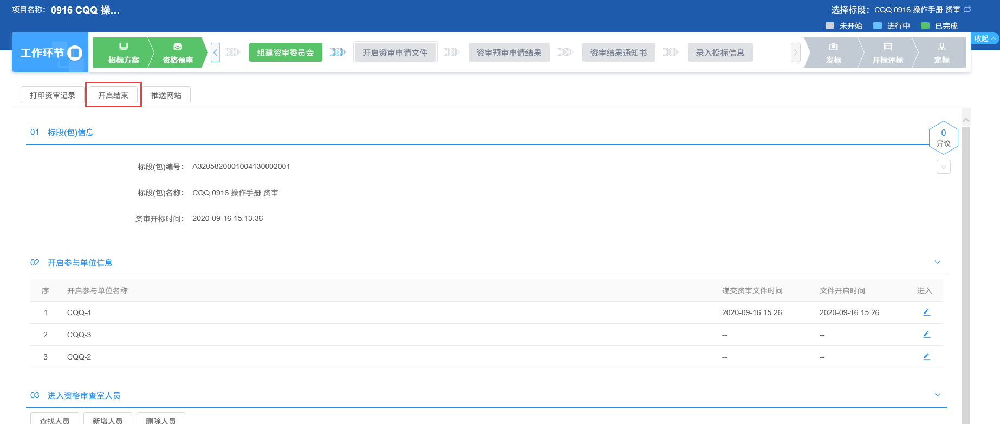 项目名称： 0916 CQQ 操...
选择标段： CQQ 0916 操作手册 资审
未开始 进行中 已完成
工作环节
招标方案
资格预审
组建资审委员会
开启资审申请文件
资审预审申请结果
资审结果通知书
录入投标信息
发标
开标评标
定标
收起
打印资审记录 开启结束 推送网站
01 标段(包)信息
0
异议
标段(包)编号： A3205820001004130002001
标段(包)名称： CQQ 0916 操作手册 资审
资审开标时间： 2020-09-16 15:13:36
02 开启参与单位信息
序 开启参与单位名称 递交资审文件时间 文件开启时间 进入
1 CQQ-4 2020-09-16 15:26 2020-09-16 15:26
2 CQQ-3 -- --
3 CQQ-2 -- --
03 进入资格审查室人员
查找人员 新增人员 删除人员